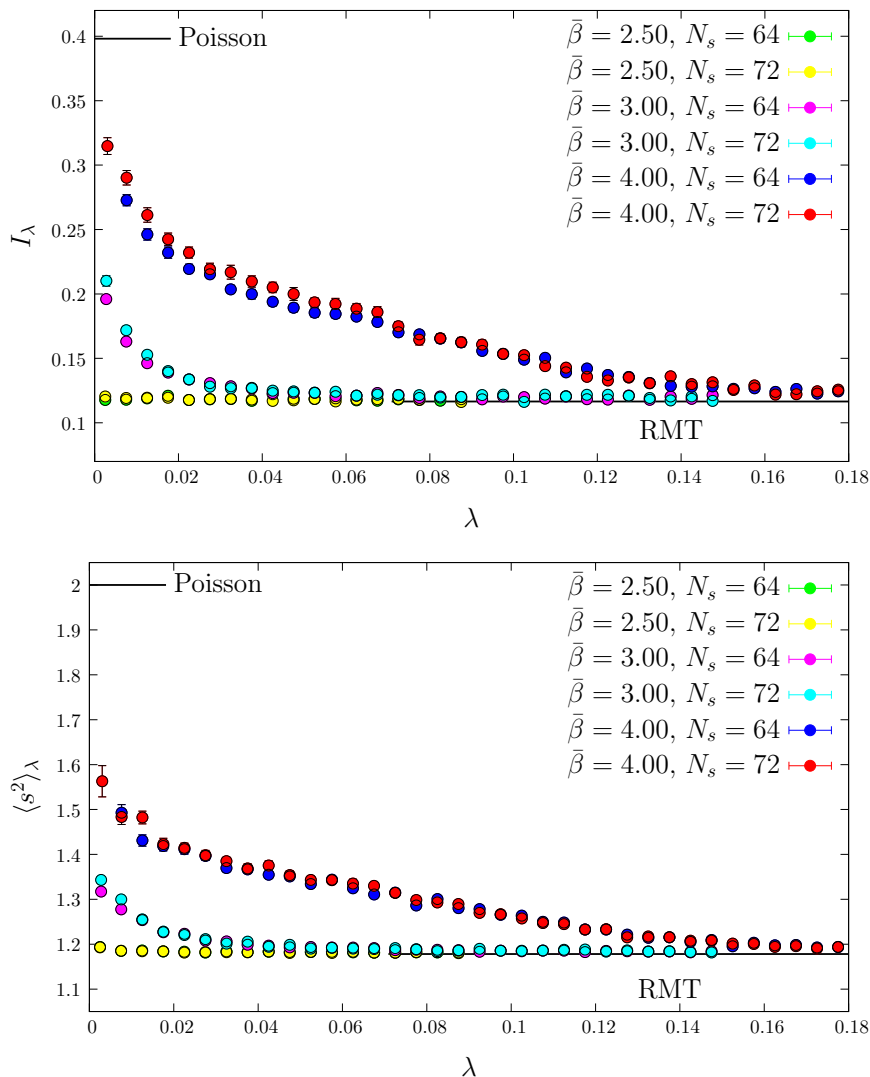 0.4
Poisson
β̄ = 2.50, N_s = 64
β̄ = 2.50, N_s = 72
0.35
β̄ = 3.00, N_s = 64
β̄ = 3.00, N_s = 72
0.3
β̄ = 4.00, N_s = 64
β̄ = 4.00, N_s = 72
I_λ
0.25
0.2
0.15
0.1
RMT
0 0.02 0.04 0.06 0.08 0.1 0.12 0.14 0.16 0.18
λ
2
Poisson
β̄ = 2.50, N_s = 64
1.9
β̄ = 2.50, N_s = 72
1.8
β̄ = 3.00, N_s = 64
β̄ = 3.00, N_s = 72
1.7
β̄ = 4.00, N_s = 64
1.6
β̄ = 4.00, N_s = 72
⟨s²⟩_λ
1.5
1.4
1.3
1.2
1.1
RMT
0 0.02 0.04 0.06 0.08 0.1 0.12 0.14 0.16 0.18
λ